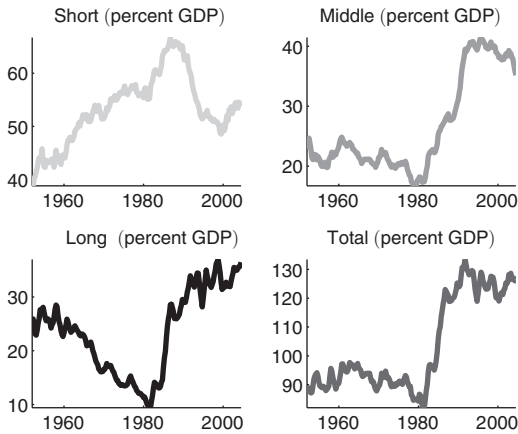 Short (percent GDP)
60
50
40
1960 1980 2000
Middle (percent GDP)
40
30
20
1960 1980 2000
Long (percent GDP)
30
20
10
1960 1980 2000
Total (percent GDP)
130
120
110
100
90
1960 1980 2000